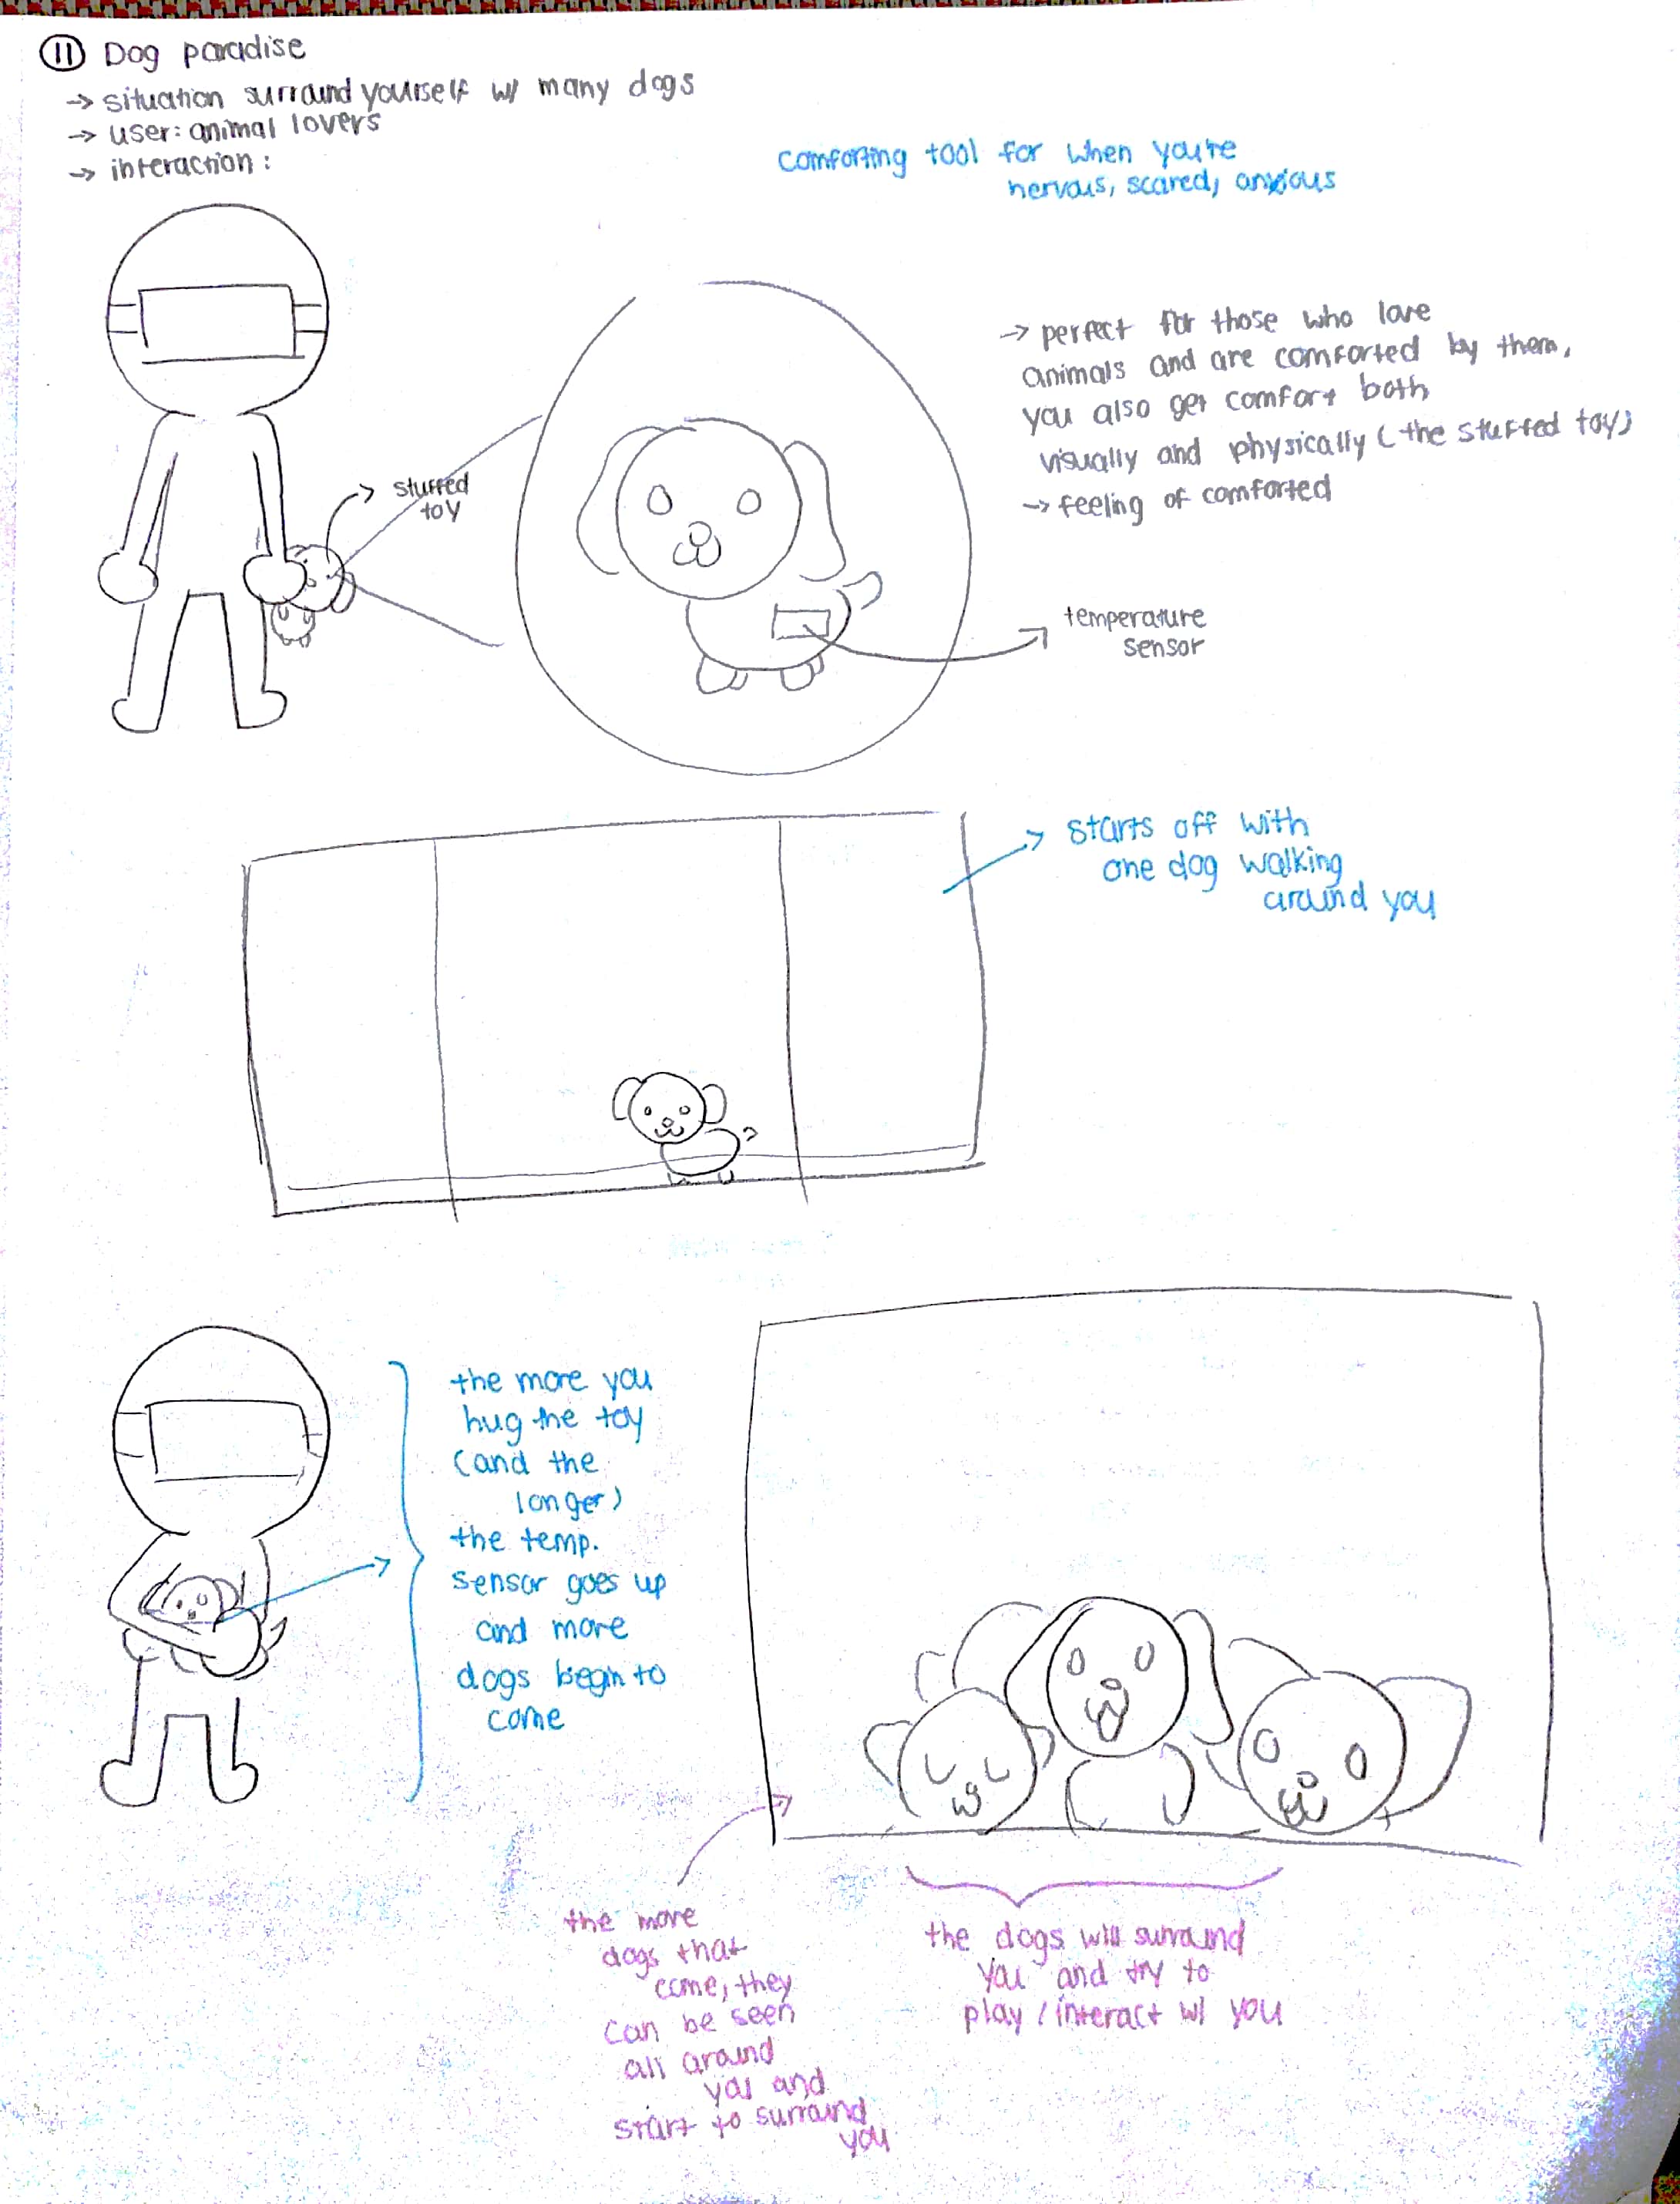 11 Dog paradise
→ situation surround yourself w/ many dogs
→ user: animal lovers
→ interaction:
comforting tool for when you're
nervous, scared, anxious
→ perfect for those who love
animals and are comforted by them,
you also get comfort both
visually and physically (the stuffed toy)
→ feeling of comforted
stuffed
toy
temperature
sensor
starts off with
one dog walking
around you
the more you
hug the toy
(and the
longer)
the temp.
sensor goes up
and more
dogs begin to
come
the more
dogs that
come, they
can be seen
all around
you and
start to surround
you
the dogs will surround
you and try to
play / interact w/ you